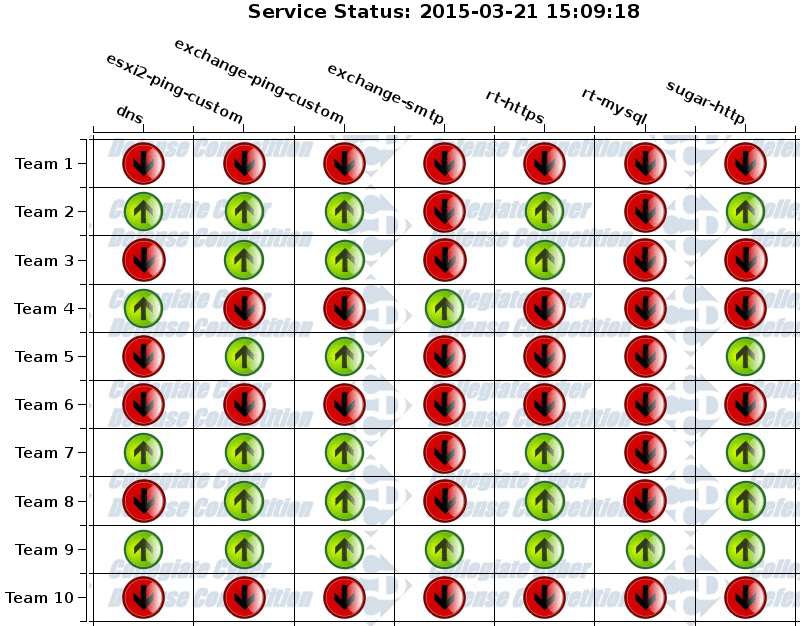 Service Status: 2015-03-21 15:09:18
dns
esxi2-ping-custom
exchange-ping-custom
exchange-smtp
rt-https
rt-mysql
sugar-http
Team 1
Team 2
Team 3
Team 4
Team 5
Team 6
Team 7
Team 8
Team 9
Team 10
Collegiate Cyber
Defense Competition